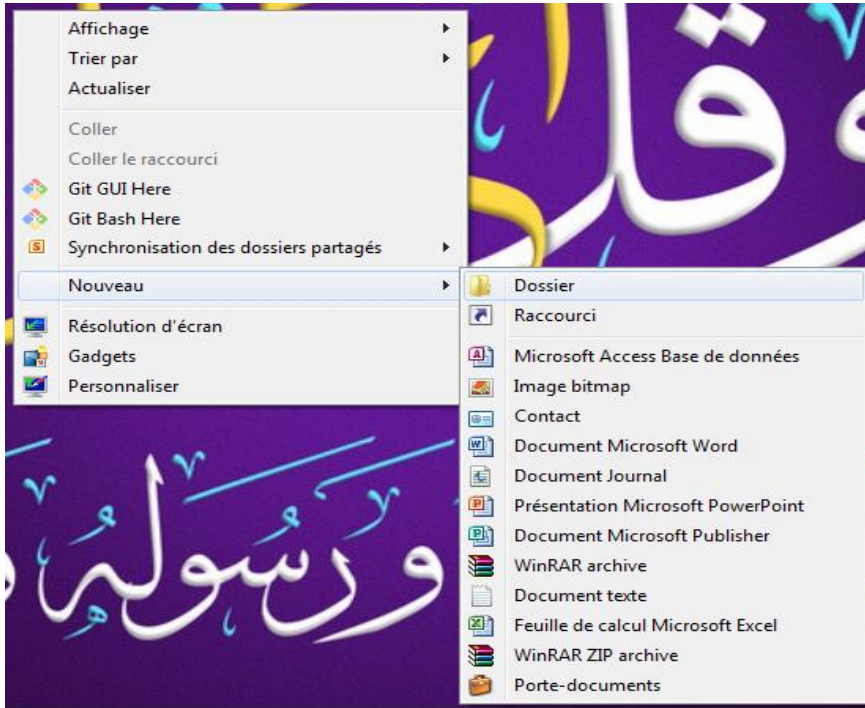 Affichage
Trier par
Actualiser
Coller
Coller le raccourci
Git GUI Here
Git Bash Here
Synchronisation des dossiers partagés
Nouveau
Résolution d'écran
Gadgets
Personnaliser
Dossier
Raccourci
Microsoft Access Base de données
Image bitmap
Contact
Document Microsoft Word
Document Journal
Présentation Microsoft PowerPoint
Document Microsoft Publisher
WinRAR archive
Document texte
Feuille de calcul Microsoft Excel
WinRAR ZIP archive
Porte-documents
وقل
ورسوله